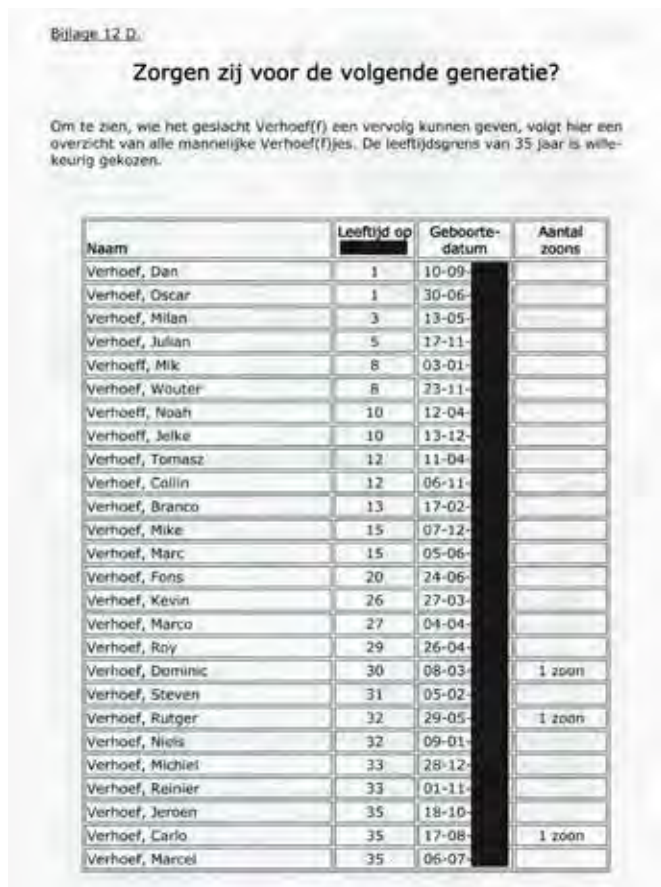 Bijlage 12 D.
Zorgen zij voor de volgende generatie?
Om te zien, wie het geslacht Verhoef(f) een vervolg kunnen geven, volgt hier een
overzicht van alle mannelijke Verhoef(f)jes. De leeftijdsgrens van 35 jaar is wille-
keurig gekozen.
Naam Leeftijd op Geboorte- datum Aantal zoons
Verhoef, Dan 1 10-09-
Verhoef, Oscar 1 30-06-
Verhoef, Milan 3 13-05-
Verhoef, Julian 5 17-11-
Verhoeff, Mik 8 03-01-
Verhoef, Wouter 8 23-11-
Verhoeff, Noah 10 12-04-
Verhoeff, Jelke 10 13-12-
Verhoef, Tomasz 12 11-04-
Verhoef, Collin 12 06-11-
Verhoef, Branco 13 17-02-
Verhoef, Mike 15 07-12-
Verhoef, Marc 15 05-06-
Verhoef, Fons 20 24-06-
Verhoef, Kevin 26 27-03-
Verhoef, Marco 27 04-04-
Verhoef, Roy 29 26-04-
Verhoef, Dominic 30 08-03- 1 zoon
Verhoef, Steven 31 05-02-
Verhoef, Rutger 32 29-05- 1 zoon
Verhoef, Niels 32 09-01-
Verhoef, Michiel 33 28-12-
Verhoef, Reinier 33 01-11-
Verhoef, Jeroen 35 18-10-
Verhoef, Carlo 35 17-08- 1 zoon
Verhoef, Marcel 35 06-07-